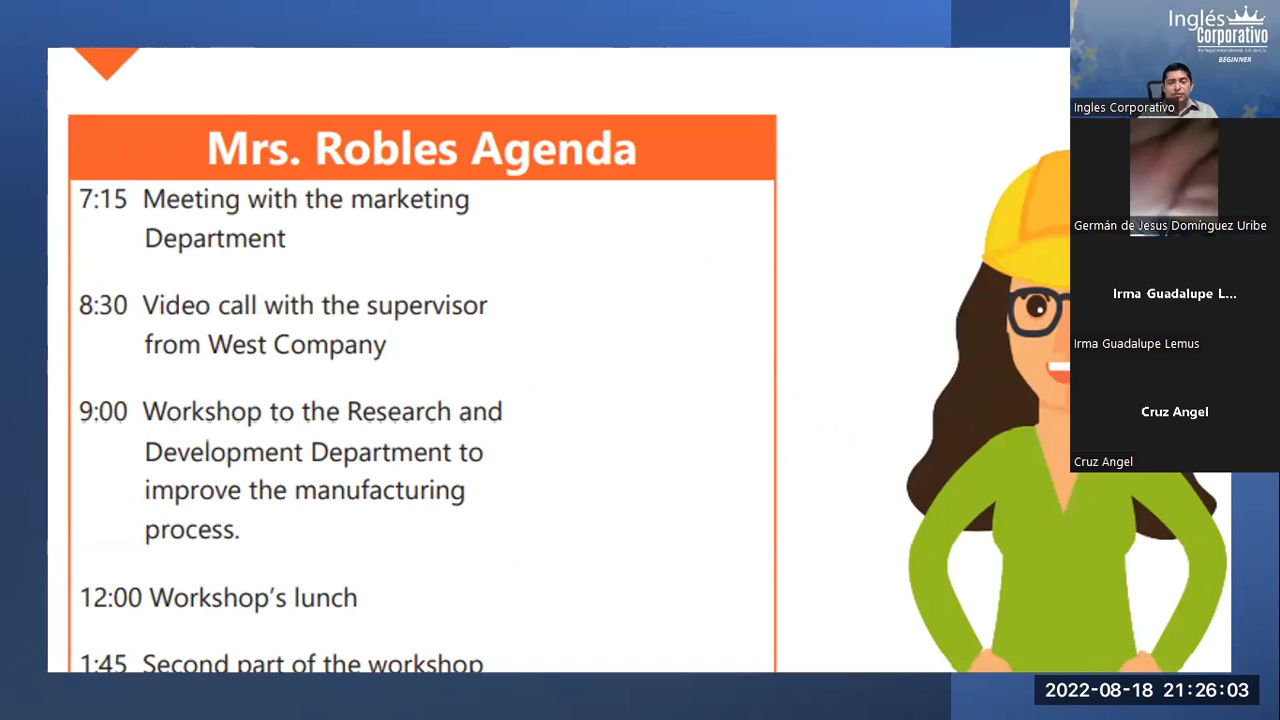 Mrs. Robles Agenda
7:15 Meeting with the marketing
Department
8:30 Video call with the supervisor
from West Company
9:00 Workshop to the Research and
Development Department to
improve the manufacturing
process.
12:00 Workshop's lunch
1:45 Second part of the workshop
Inglés
Corporativo
BEGINNER
Ingles Corporativo
Germán de Jesus Domínguez Uribe
Irma Guadalupe L...
Irma Guadalupe Lemus
Cruz Angel
Cruz Angel
2022-08-18 21:26:03